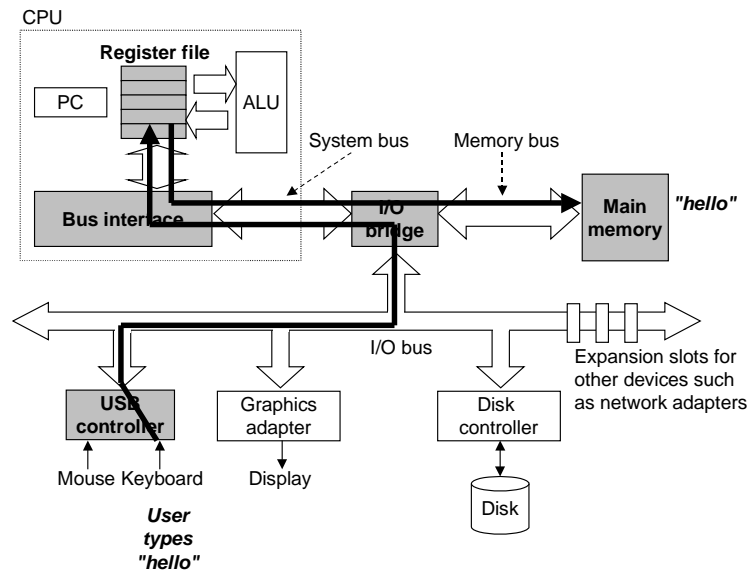 CPU
Register file
PC
ALU
System bus
Memory bus
Bus interface
I/O
bridge
Main
memory
"hello"
I/O bus
Expansion slots for
other devices such
as network adapters
USB
controller
Graphics
adapter
Disk
controller
Mouse Keyboard
Display
Disk
User
types
"hello"